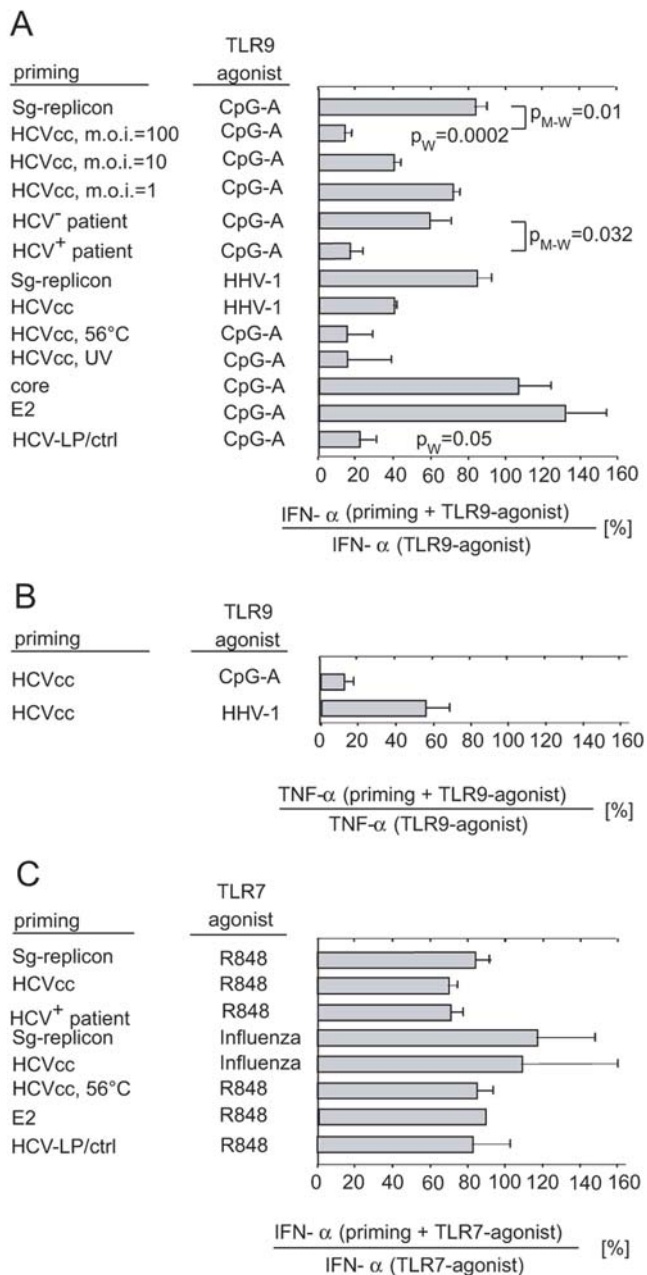 A
priming TLR9 agonist
Sg-replicon CpG-A
HCVcc, m.o.i.=100 CpG-A
HCVcc, m.o.i.=10 CpG-A
HCVcc, m.o.i.=1 CpG-A
HCV⁻ patient CpG-A
HCV⁺ patient CpG-A
Sg-replicon HHV-1
HCVcc HHV-1
HCVcc, 56°C CpG-A
HCVcc, UV CpG-A
core CpG-A
E2 CpG-A
HCV-LP/ctrl CpG-A
p_M-W=0.01
p_W=0.0002
p_M-W=0.032
p_W=0.05
0 20 40 60 80 100 120 140 160
IFN- α (priming + TLR9-agonist)
IFN- α (TLR9-agonist)
[%]
B
priming TLR9 agonist
HCVcc CpG-A
HCVcc HHV-1
0 20 40 60 80 100 120 140 160
TNF-α (priming + TLR9-agonist)
TNF-α (TLR9-agonist)
[%]
C
priming TLR7 agonist
Sg-replicon R848
HCVcc R848
HCV⁺ patient R848
Sg-replicon Influenza
HCVcc Influenza
HCVcc, 56°C R848
E2 R848
HCV-LP/ctrl R848
0 20 40 60 80 100 120 140 160
IFN- α (priming + TLR7-agonist)
IFN- α (TLR7-agonist)
[%]